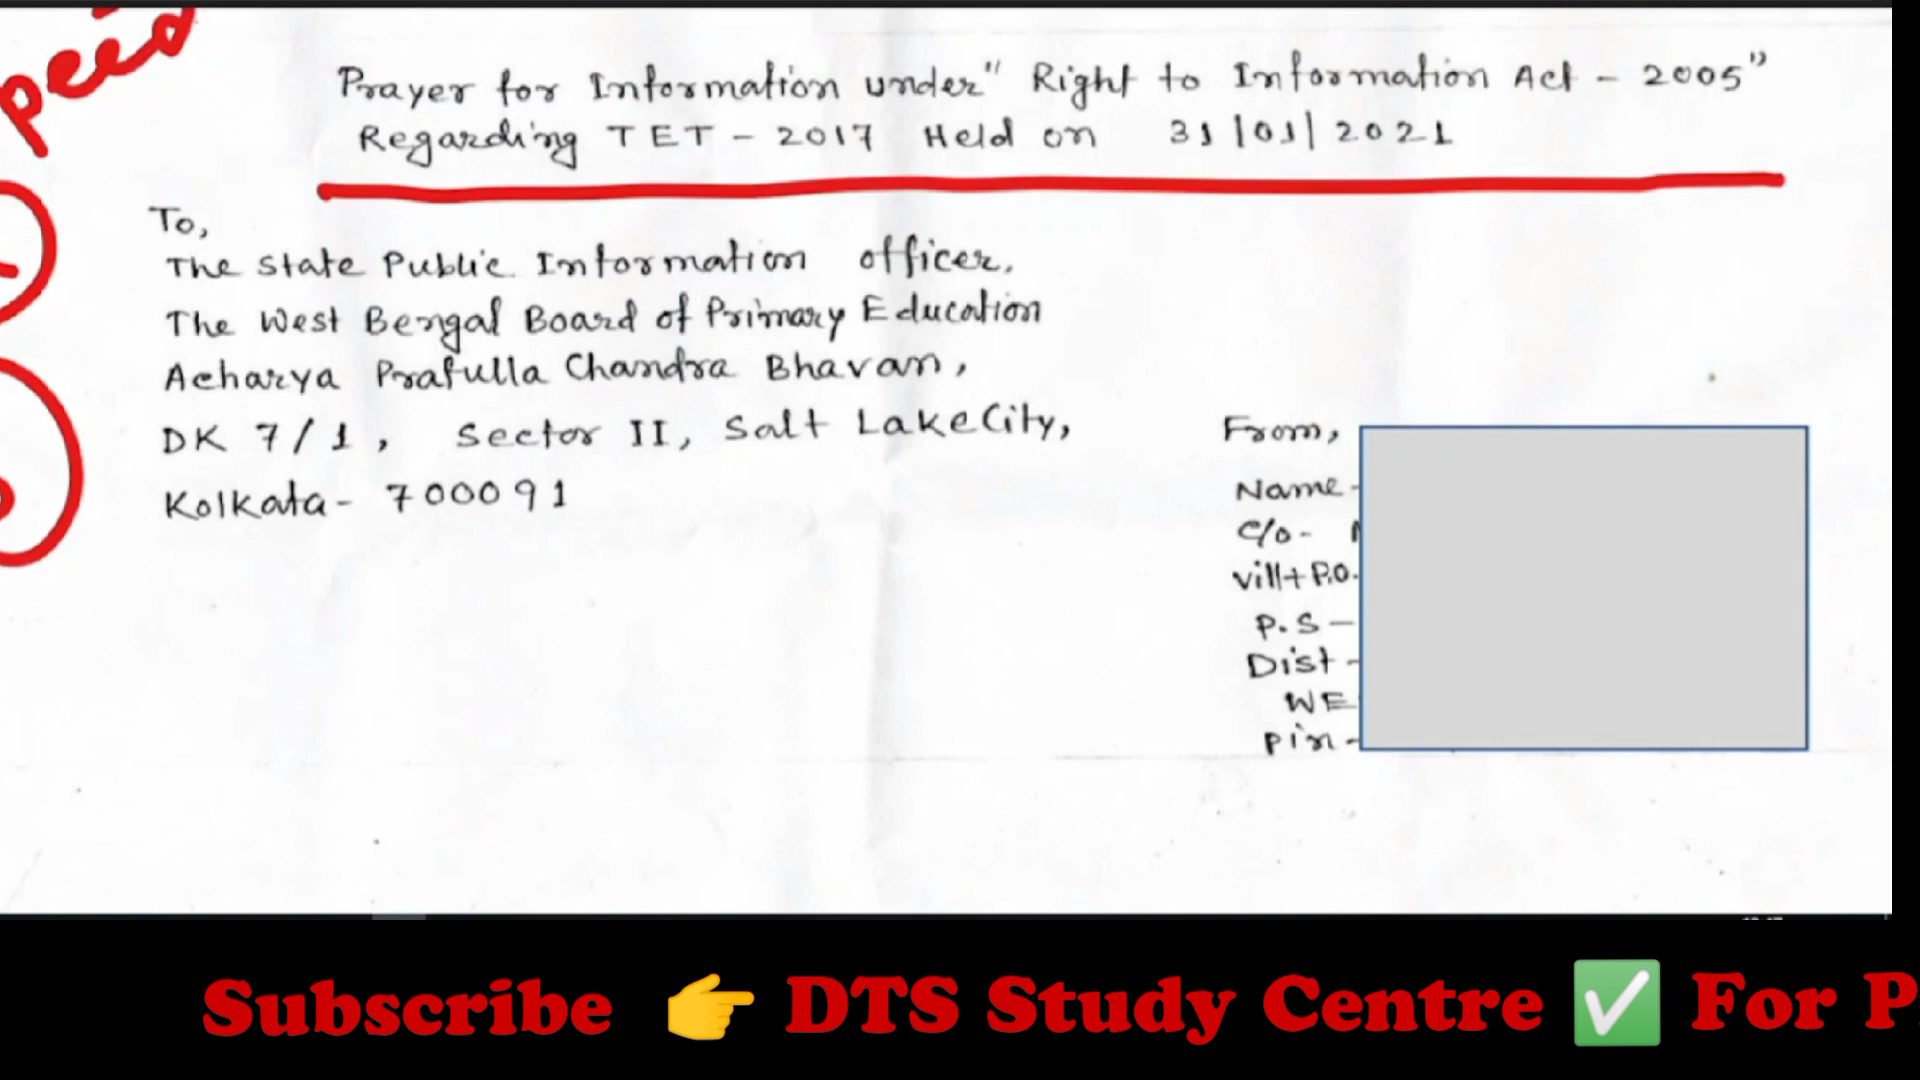 peed
Prayer for Information under" Right to Information Act - 2005"
Regarding TET - 2017 Held on 31/01/2021
To,
The State Public Information officer,
The West Bengal Board of Primary Education
Acharya Prafulla Chandra Bhavan,
DK 7/1, Sector II, Salt Lake City,
Kolkata- 700091
From,
Name-
C/o-
Vill+P.O.
P.S-
Dist-
WE
Pin-
Subscribe 👉 DTS Study Centre ✅ For P